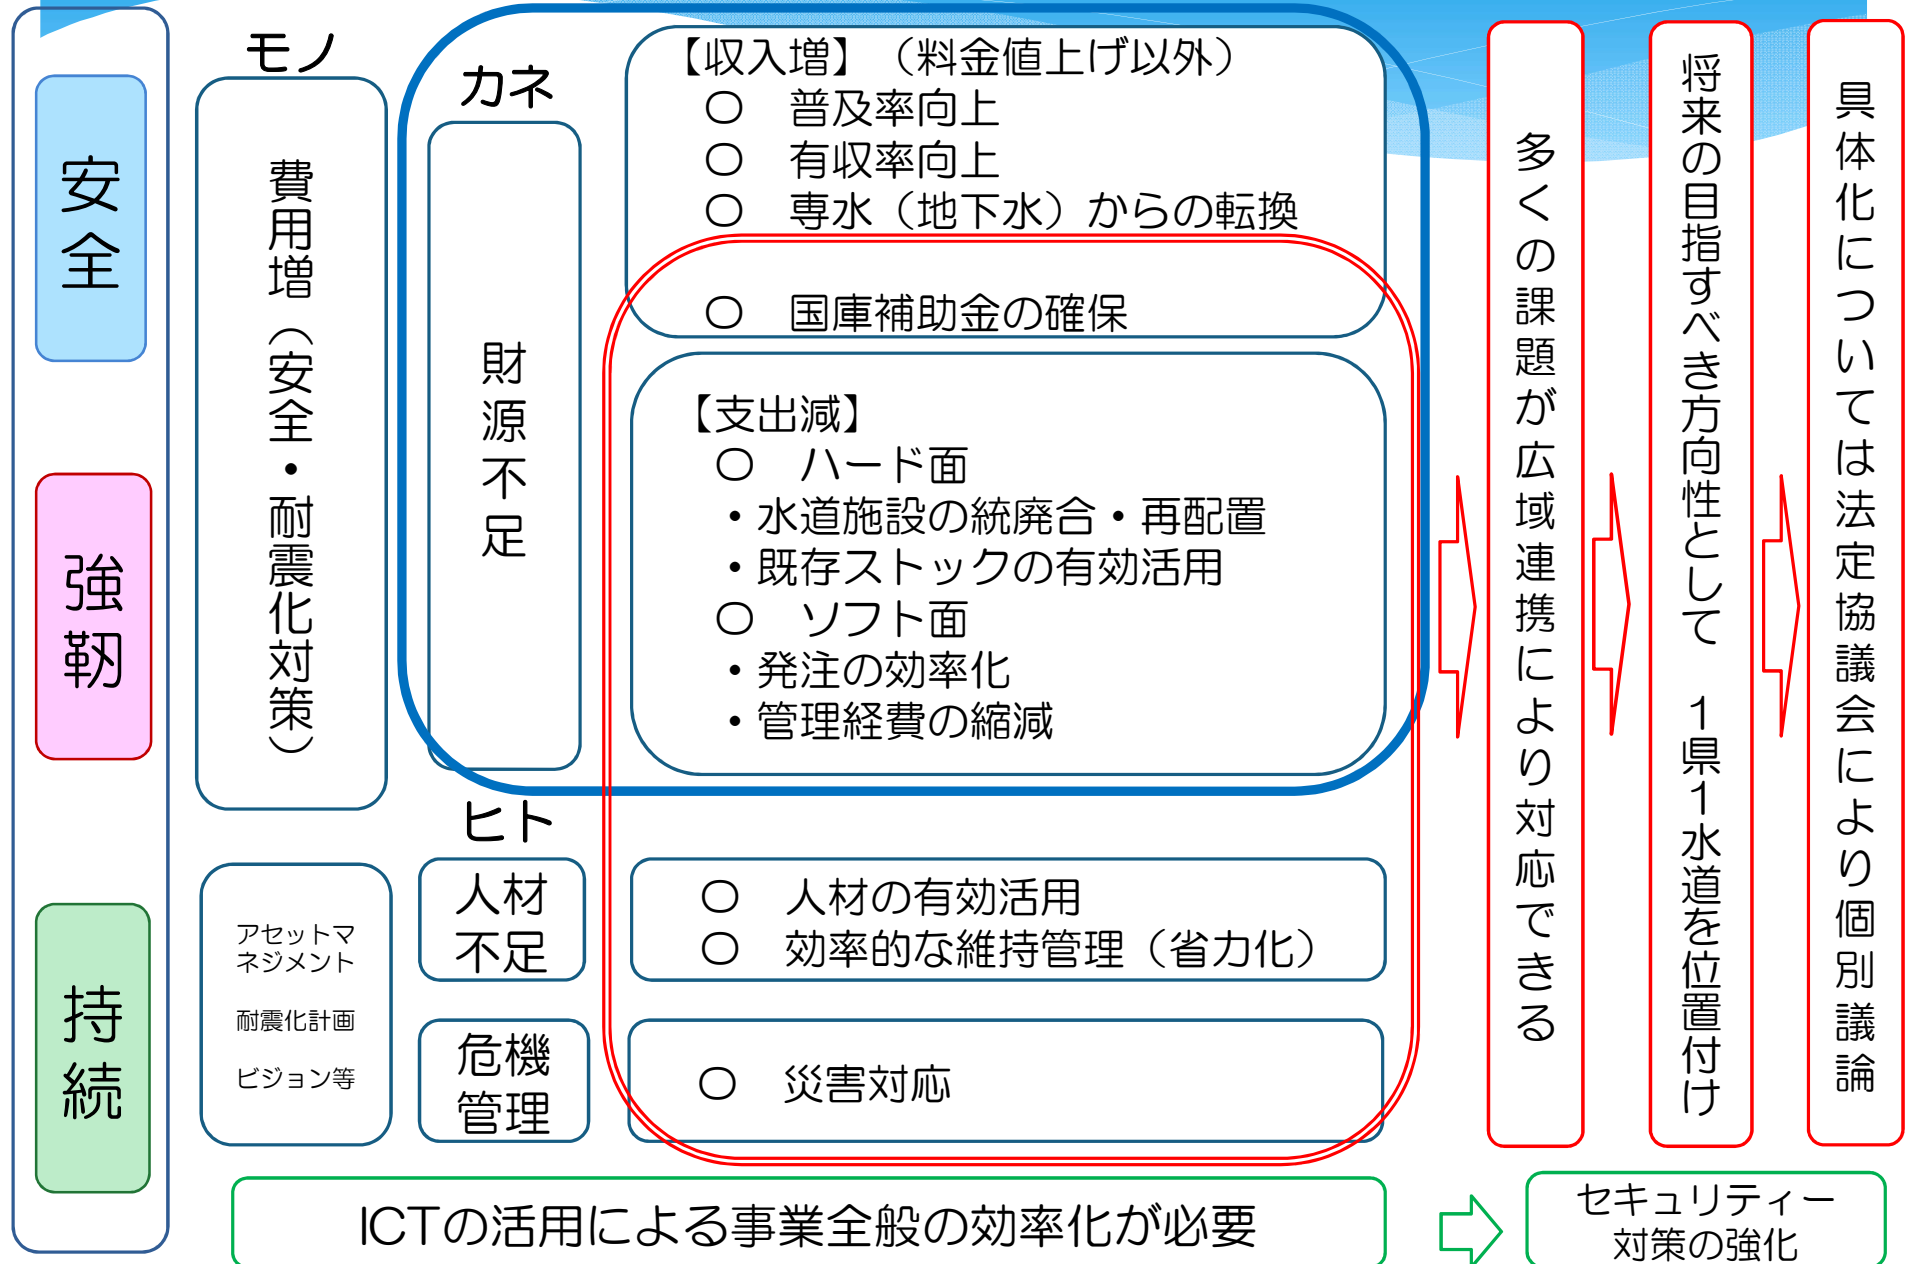 安全
強靭
持続
モノ
費用増（安全・耐震化対策）
アセットマ
ネジメント
耐震化計画
ビジョン等
カネ
財源不足
【収入増】（料金値上げ以外）
○　普及率向上
○　有収率向上
○　専水（地下水）からの転換
○　国庫補助金の確保
【支出減】
○　ハード面
・水道施設の統廃合・再配置
・既存ストックの有効活用
○　ソフト面
・発注の効率化
・管理経費の縮減
ヒト
人材
不足
○　人材の有効活用
○　効率的な維持管理（省力化）
危機
管理
○　災害対応
多くの課題が広域連携により対応できる
将来の目指すべき方向性として　１県１水道を位置付け
具体化については法定協議会により個別議論
ICTの活用による事業全般の効率化が必要
セキュリティー
対策の強化